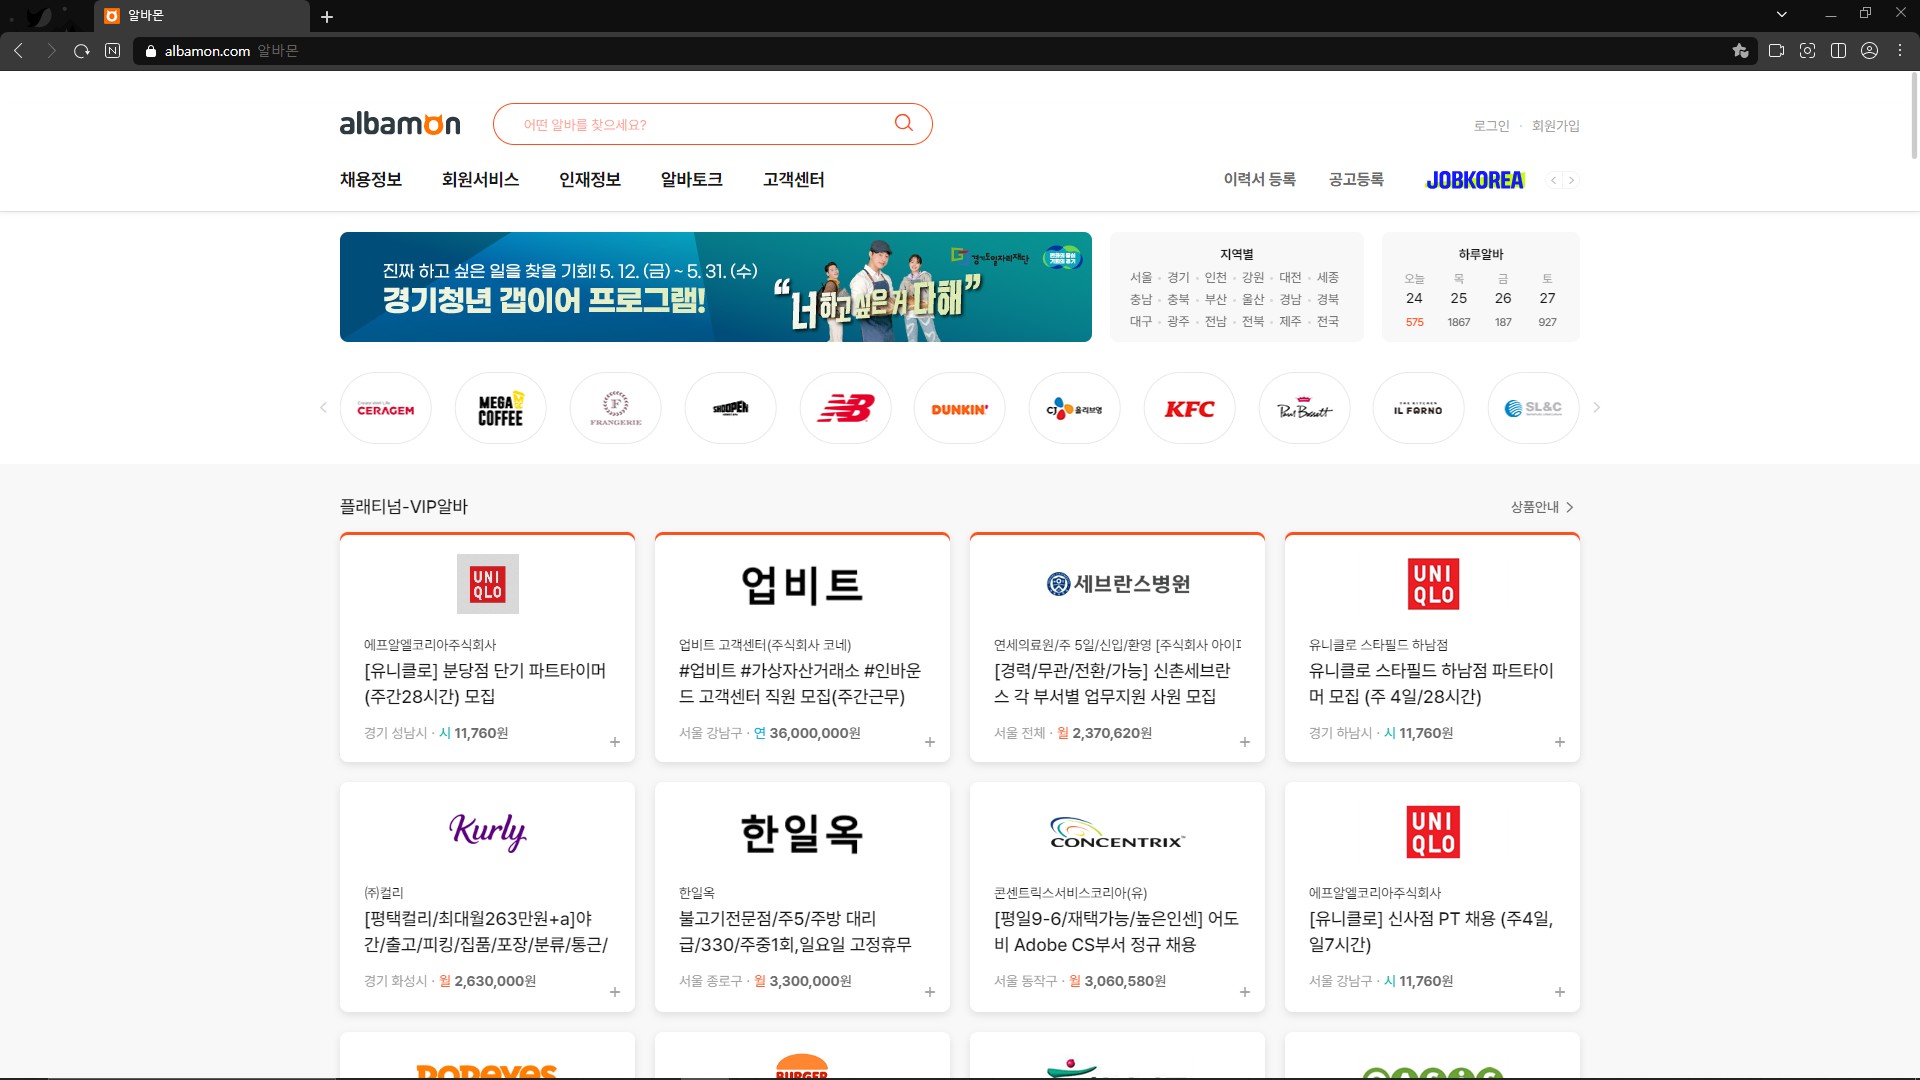 알바몬
albamon.com 알바몬
albamon
어떤 알바를 찾으세요?
로그인 · 회원가입
채용정보 회원서비스 인재정보 알바토크 고객센터
이력서 등록 공고등록 JOBKOREA
진짜 하고 싶은 일을 찾을 기회! 5. 12. (금) ~ 5. 31. (수)
경기청년 갭이어 프로그램!
“너 하고 싶은 거 다 해”
경기도일자리재단
지역별
서울 · 경기 · 인천 · 강원 · 대전 · 세종
충남 · 충북 · 부산 · 울산 · 경남 · 경북
대구 · 광주 · 전남 · 전북 · 제주 · 전국
하루알바
오늘 목 금 토
24 25 26 27
575 1867 187 927
CERAGEM
MEGA COFFEE
FRANGERIE
SHOOPEN
NB
DUNKIN'
CJ 올리브영
KFC
Paul Bassett
THE KITCHEN
IL FORNO
SL&C
플래티넘-VIP알바
상품안내
UNI
QLO
에프알엘코리아주식회사
[유니클로] 분당점 단기 파트타이머
(주간28시간) 모집
경기 성남시 · 시 11,760원
업비트
업비트 고객센터(주식회사 코네)
#업비트 #가상자산거래소 #인바운
드 고객센터 직원 모집(주간근무)
서울 강남구 · 연 36,000,000원
세브란스병원
연세의료원/주 5일/신입/환영 [주식회사 아이
[경력/무관/전환/가능] 신촌세브란
스 각 부서별 업무지원 사원 모집
서울 전체 · 월 2,370,620원
UNI
QLO
유니클로 스타필드 하남점
유니클로 스타필드 하남점 파트타이
머 모집 (주 4일/28시간)
경기 하남시 · 시 11,760원
Kurly
㈜컬리
[평택컬리/최대월263만원+a]야
간/출고/피킹/집품/포장/분류/통근/
경기 화성시 · 월 2,630,000원
한일옥
한일옥
불고기전문점/주5/주방 대리
급/330/주중1회,일요일 고정휴무
서울 종로구 · 월 3,300,000원
CONCENTRIX
콘센트릭스서비스코리아(유)
[평일9-6/재택가능/높은인센] 어도
비 Adobe CS부서 정규 채용
서울 동작구 · 월 3,060,580원
UNI
QLO
에프알엘코리아주식회사
[유니클로] 신사점 PT 채용 (주4일,
일7시간)
서울 강남구 · 시 11,760원
POPEYES
BURGER